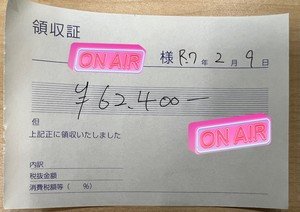 領収証
ON AIR 様 R.7年2月9日
¥62.400−
但
上記正に領収いたしました
ON AIR
内訳
税抜金額
消費税額等( %)